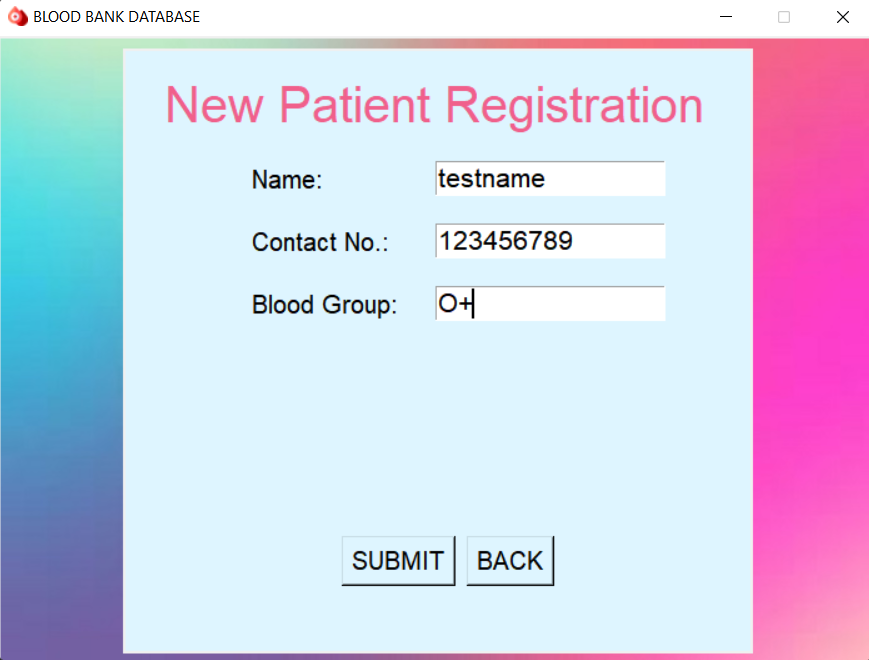 BLOOD BANK DATABASE
New Patient Registration
Name: testname
Contact No.: 123456789
Blood Group: O+
SUBMIT BACK